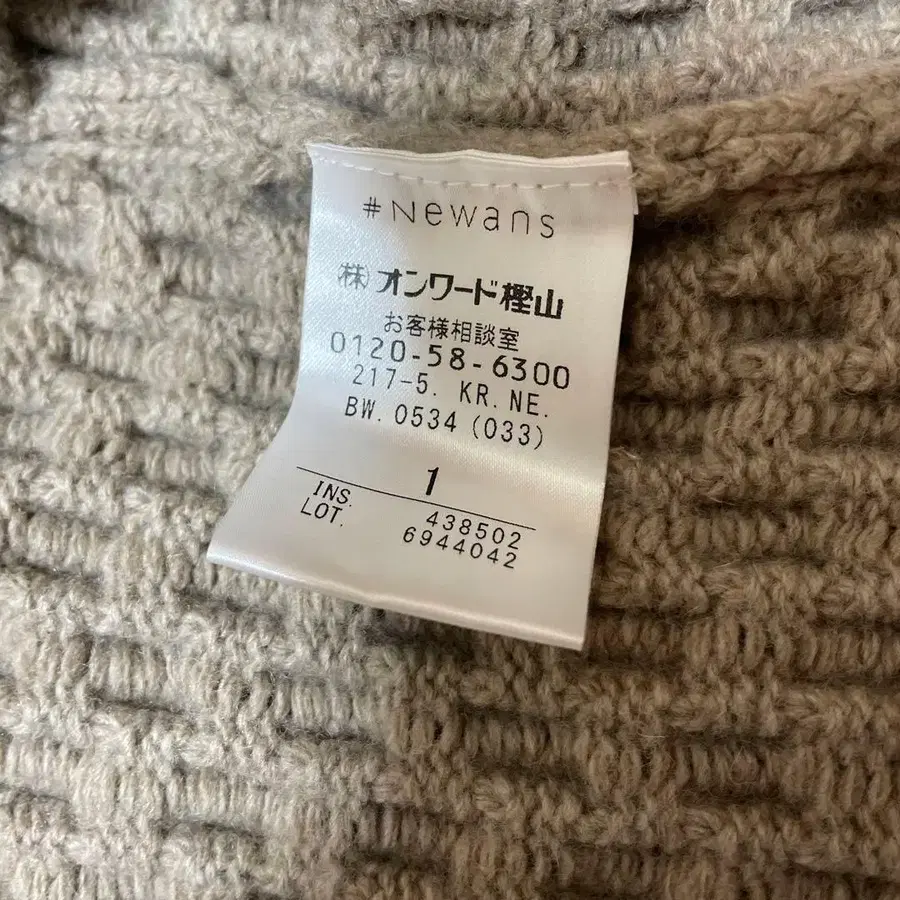 #Newans
㈱オンワード樫山
お客様相談室
0120-58-6300
217-5. KR.NE.
BW.0534(033)
1
INS. 438502
LOT. 6944042